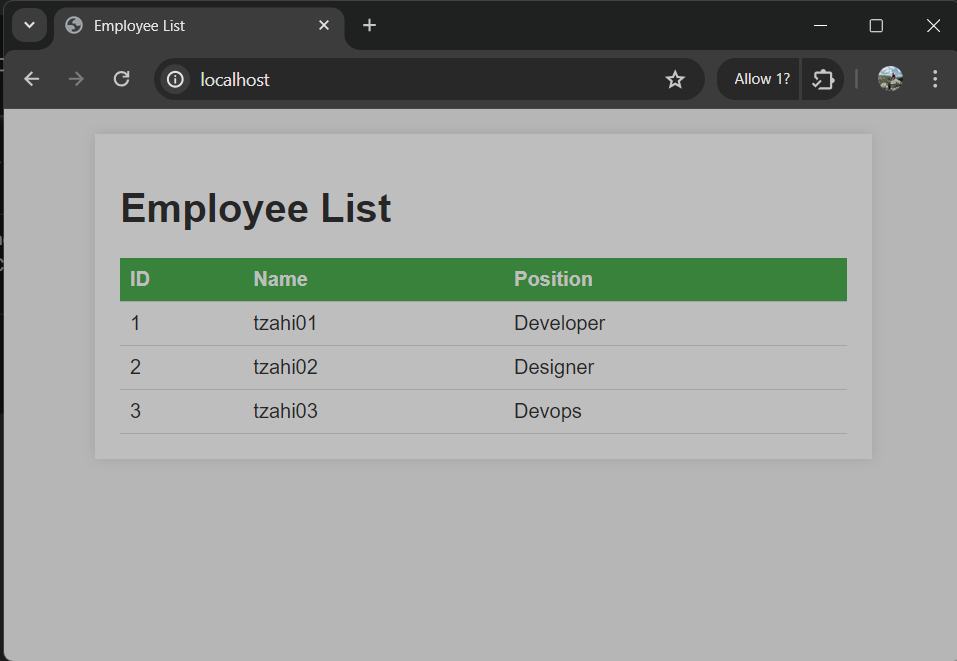 Employee List
localhost
Allow 1?
Employee List
ID Name Position
1 tzahi01 Developer
2 tzahi02 Designer
3 tzahi03 Devops